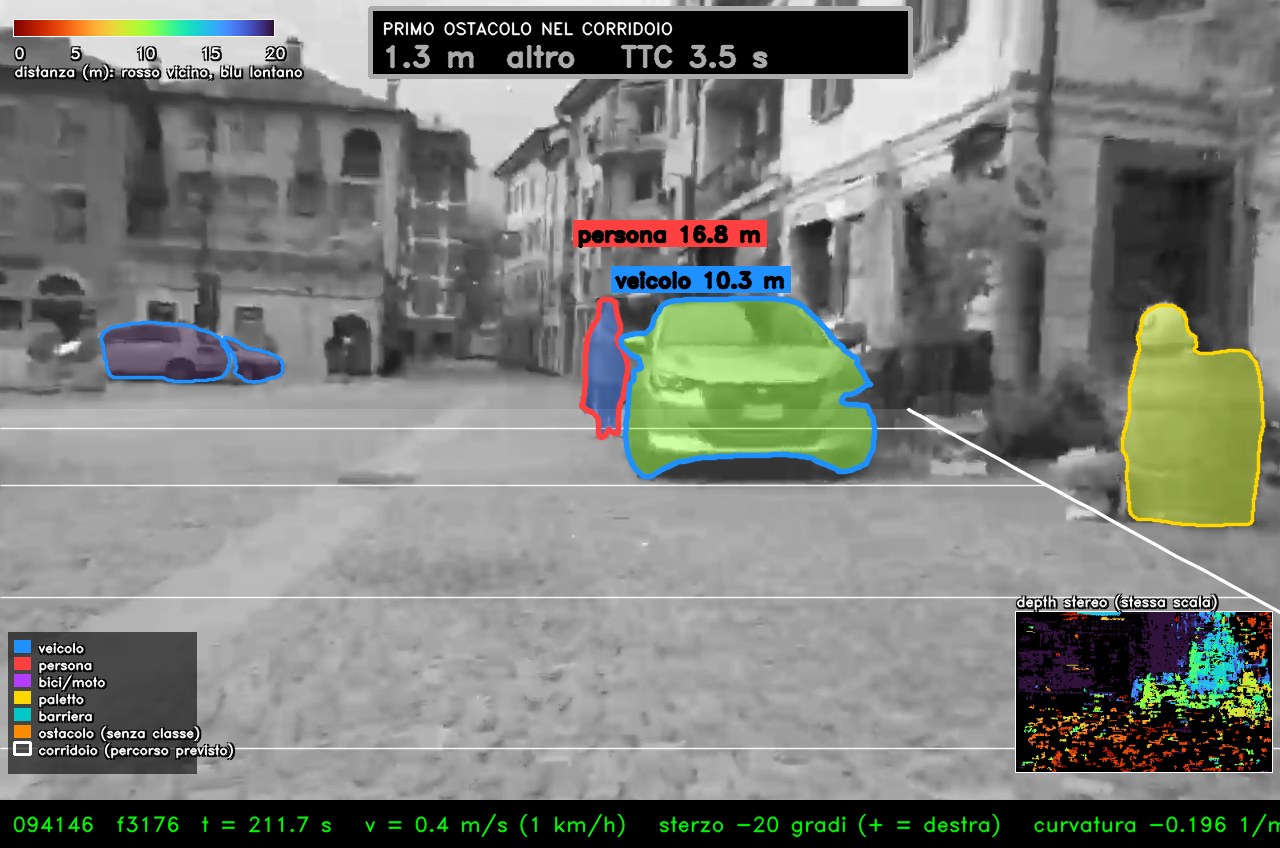 PRIMO OSTACOLO NEL CORRIDOIO
1.3 m altro TTC 3.5 s
0 5 10 15 20
distanza (m): rosso vicino, blu lontano
persona 16.8 m
veicolo 10.3 m
depth stereo (stessa scala)
veicolo
persona
bici/moto
paletto
barriera
ostacolo (senza classe)
corridoio (percorso previsto)
094146 f3176 t = 211.7 s v = 0.4 m/s (1 km/h) sterzo -20 gradi (+ = destra) curvatura -0.196 1/m